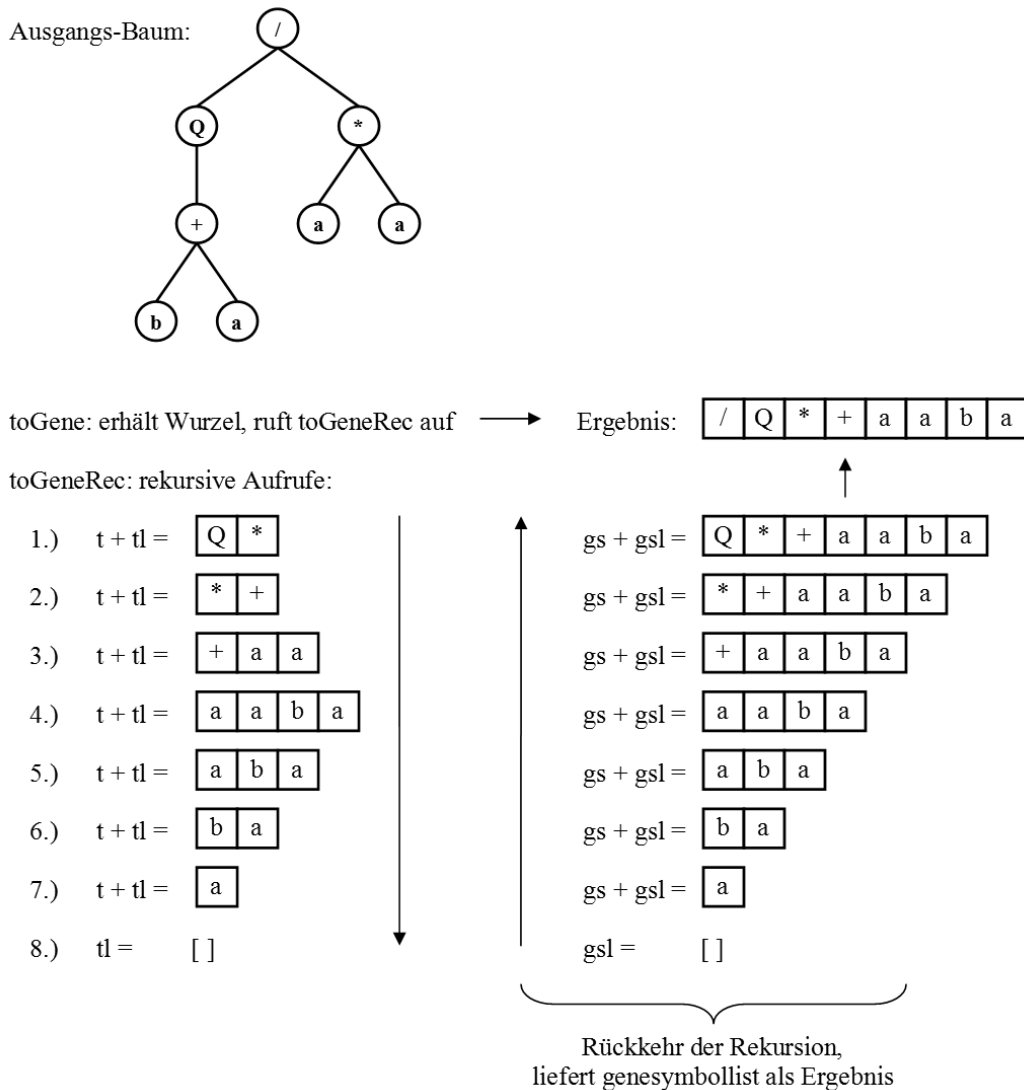 Ausgangs-Baum:
/
Q *
+ a a
b a
toGene: erhält Wurzel, ruft toGeneRec auf Ergebnis: / Q * + a a b a
toGeneRec: rekursive Aufrufe:
1.) t + tl = Q * gs + gsl = Q * + a a b a
2.) t + tl = * + gs + gsl = * + a a b a
3.) t + tl = + a a gs + gsl = + a a b a
4.) t + tl = a a b a gs + gsl = a a b a
5.) t + tl = a b a gs + gsl = a b a
6.) t + tl = b a gs + gsl = b a
7.) t + tl = a gs + gsl = a
8.) tl = [ ] gsl = [ ]
Rückkehr der Rekursion,
liefert genesymbollist als Ergebnis